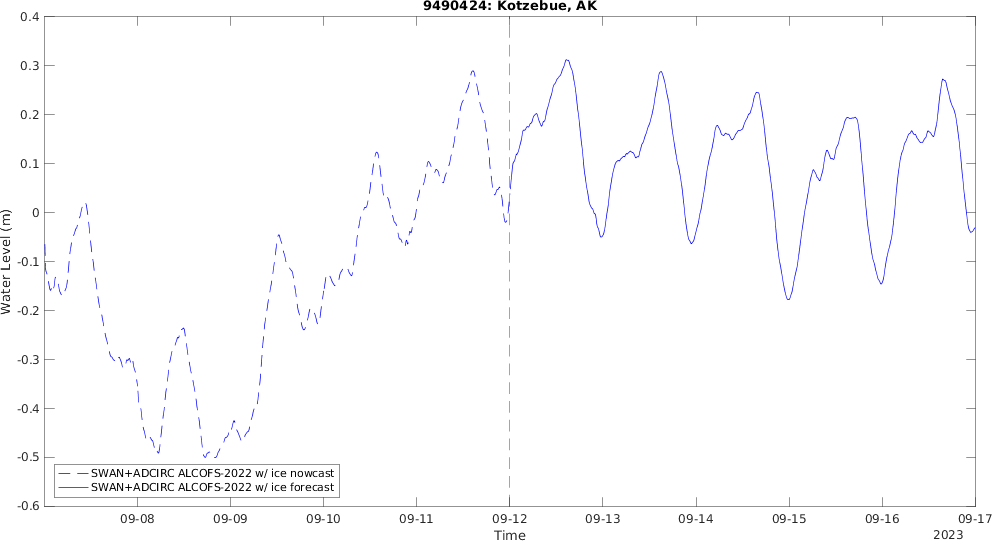 9490424: Kotzebue, AK
0.4
0.3
0.2
0.1
0
-0.1
-0.2
-0.3
-0.4
-0.5
-0.6
Water Level (m)
SWAN+ADCIRC ALCOFS-2022 w/ ice nowcast
SWAN+ADCIRC ALCOFS-2022 w/ ice forecast
09-08 09-09 09-10 09-11 09-12 09-13 09-14 09-15 09-16 09-17
Time
2023